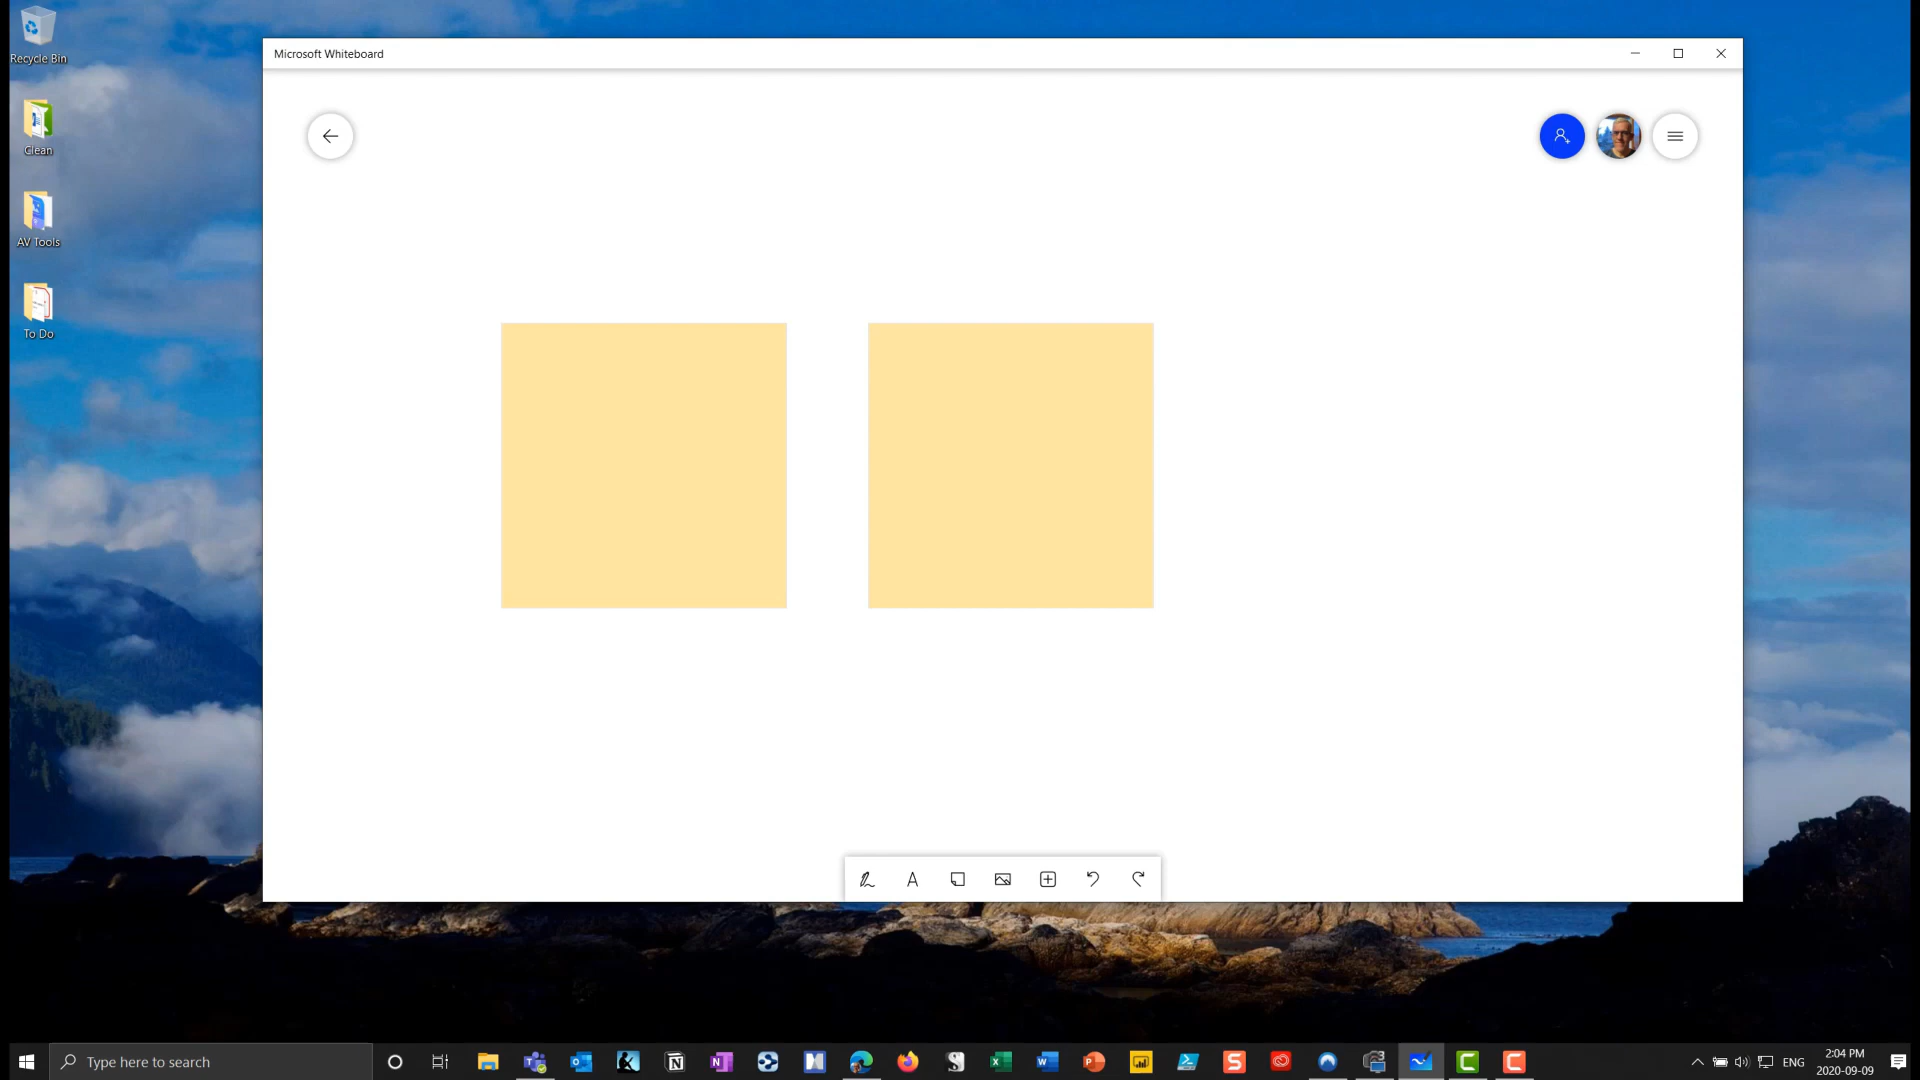 Recycle Bin
Clean
AV Tools
To Do
Microsoft Whiteboard
Type here to search
ENG
2:04 PM
2020-09-09